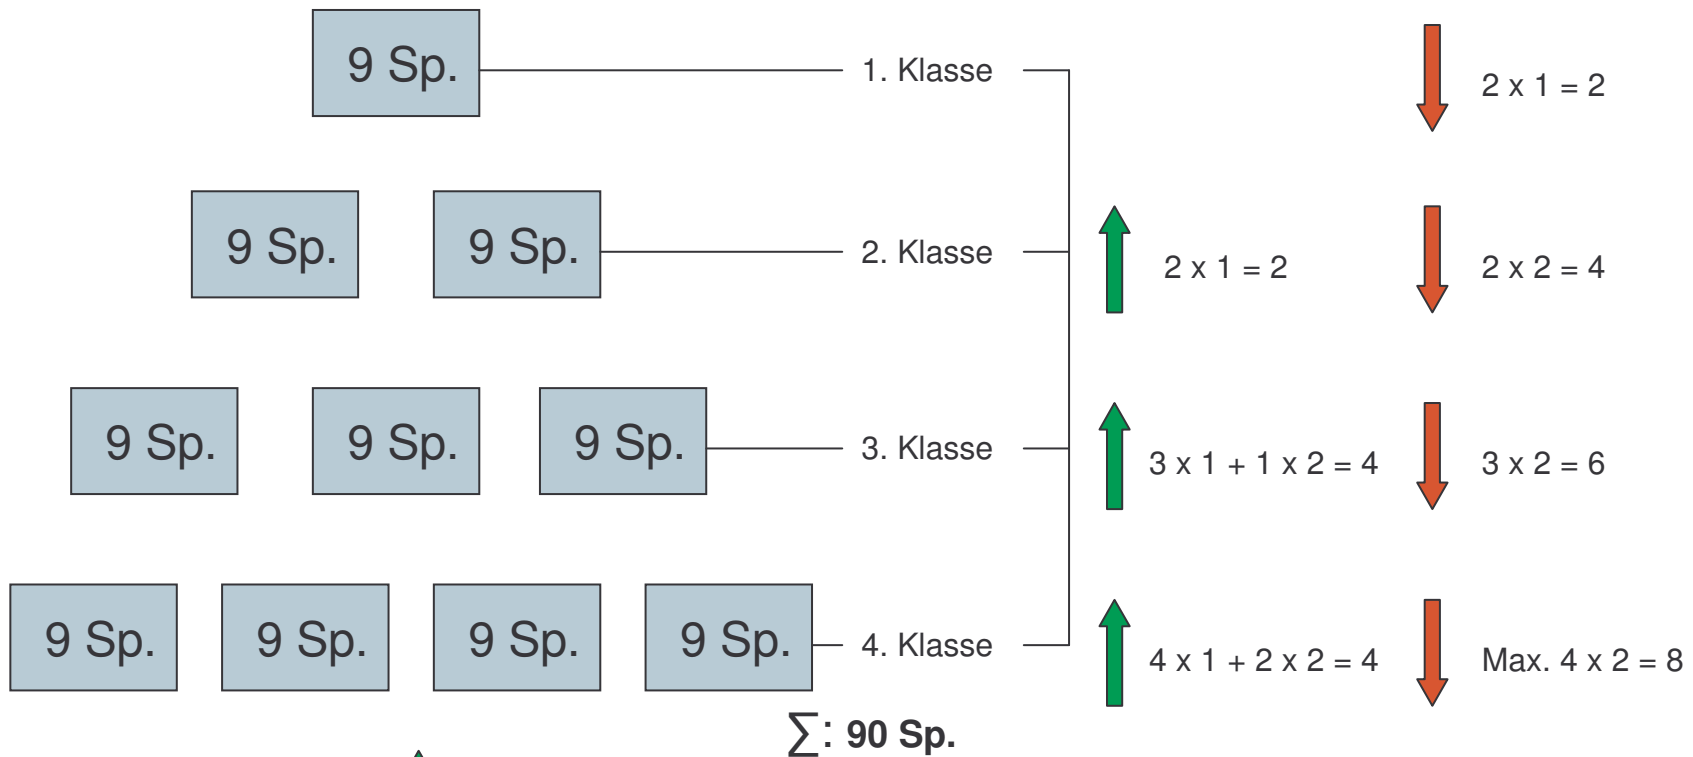 9 Sp. 1. Klasse 2 x 1 = 2
9 Sp. 9 Sp. 2. Klasse 2 x 1 = 2 2 x 2 = 4
9 Sp. 9 Sp. 9 Sp. 3. Klasse 3 x 1 + 1 x 2 = 4 3 x 2 = 6
9 Sp. 9 Sp. 9 Sp. 9 Sp. 4. Klasse 4 x 1 + 2 x 2 = 4 Max. 4 x 2 = 8
∑: 90 Sp.